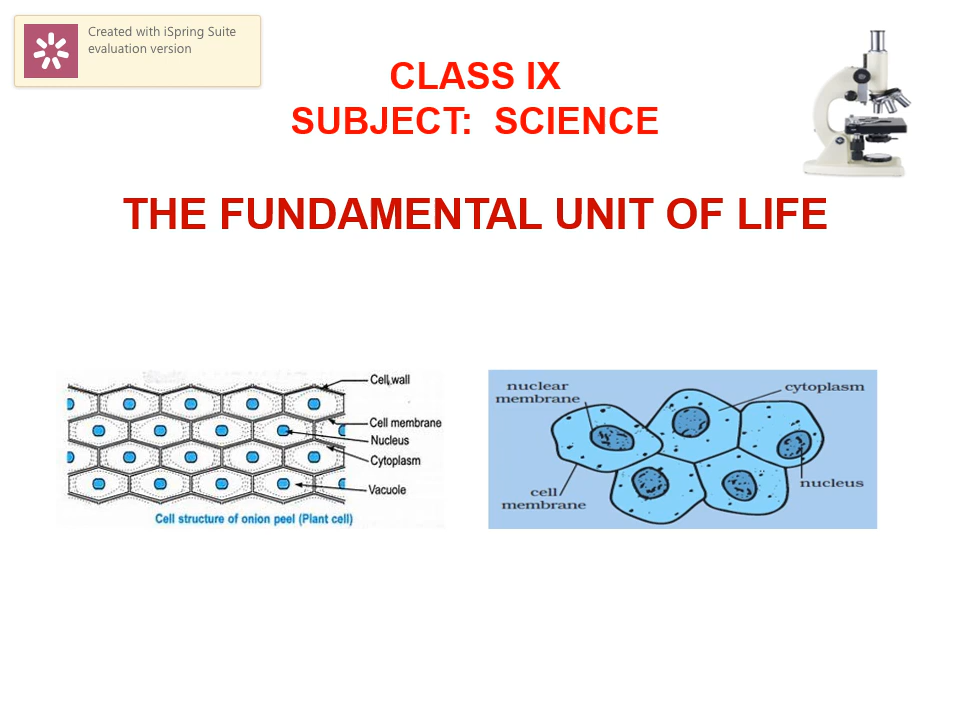 Created with iSpring Suite
evaluation version
CLASS IX
SUBJECT: SCIENCE
THE FUNDAMENTAL UNIT OF LIFE
Cell wall
Cell membrane
Nucleus
Cytoplasm
Vacuole
Cell structure of onion peel (Plant cell)
nuclear
membrane
cytoplasm
nucleus
cell
membrane